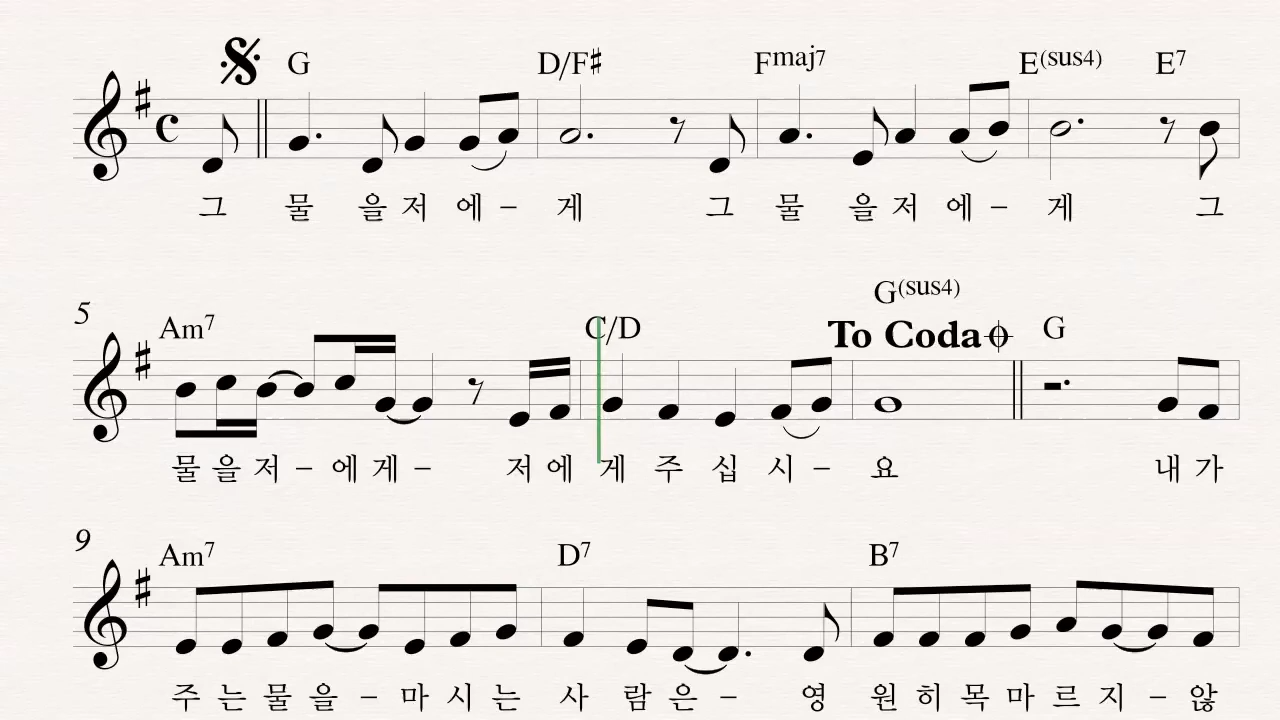 G D/F♯ Fmaj7 E(sus4) E7
그 물 을 저 에 – 게 그 물 을 저 에 – 게 그
G(sus4)
5 Am7 C/D To Coda G
물 을 저 – 에 게 – 저 에 게 주 십 시 – 요 내 가
9 Am7 D7 B7
주 는 물 을 – 마 시 는 사 람 은 – 영 원 히 목 마 르 지 – 않